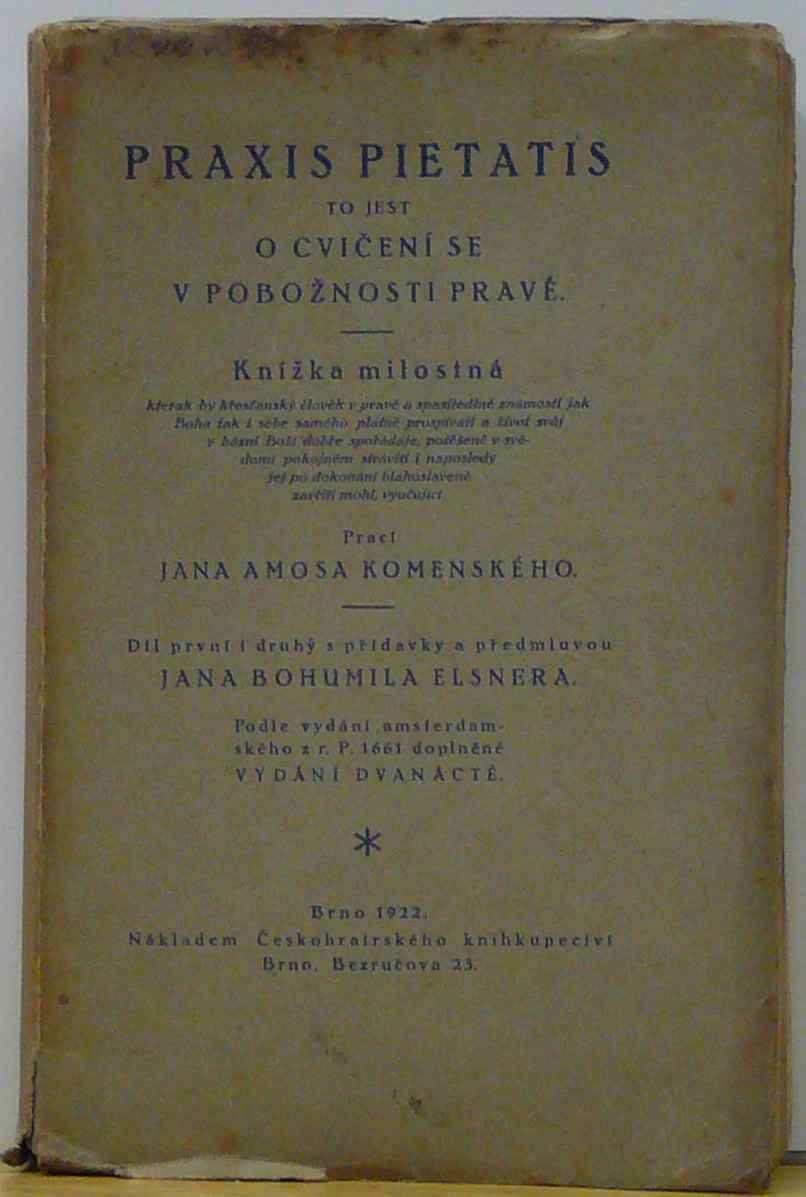 PRAXIS PIETATIS
TO JEST
O CVIČENÍ SE
V POBOŽNOSTI PRAVÉ.
Knížka milostná
kterak by křesťanský člověk v pravé a spasitedlné známosti jak
Boha tak i sebe samého platně prospívati a život svůj
v bázni Boží dobře spořádaje, potěšeně v svě-
domí pokojném stráviti i naposledy
jej po dokonání blahoslaveně
zavříti mohl, vyučující
Prací
JANA AMOSA KOMENSKÉHO.
Díl první i druhý s přídavky a předmluvou
JANA BOHUMILA ELSNERA.
Podle vydání amsterdam-
ského z r. P. 1661 doplněné
VYDÁNÍ DVANÁCTÉ.
*
Brno 1922.
Nákladem Českobratrského knihkupectví
Brno, Bezručova 23.